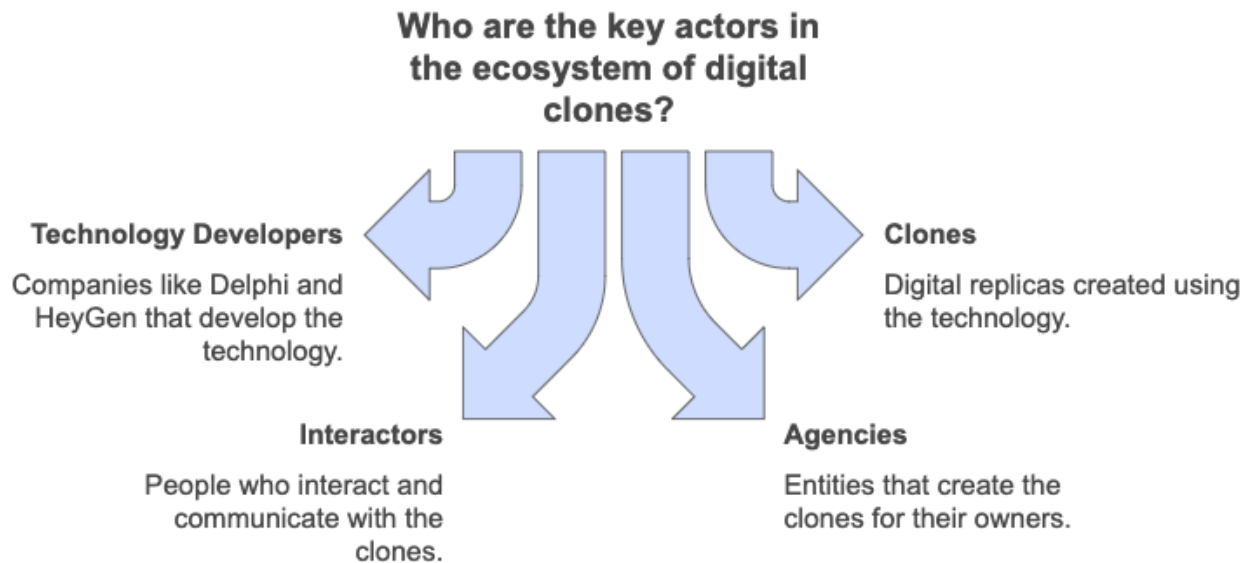 Who are the key actors in
the ecosystem of digital
clones?
Technology Developers
Companies like Delphi and
HeyGen that develop the
technology.
Clones
Digital replicas created using
the technology.
Interactors
People who interact and
communicate with the
clones.
Agencies
Entities that create the
clones for their owners.